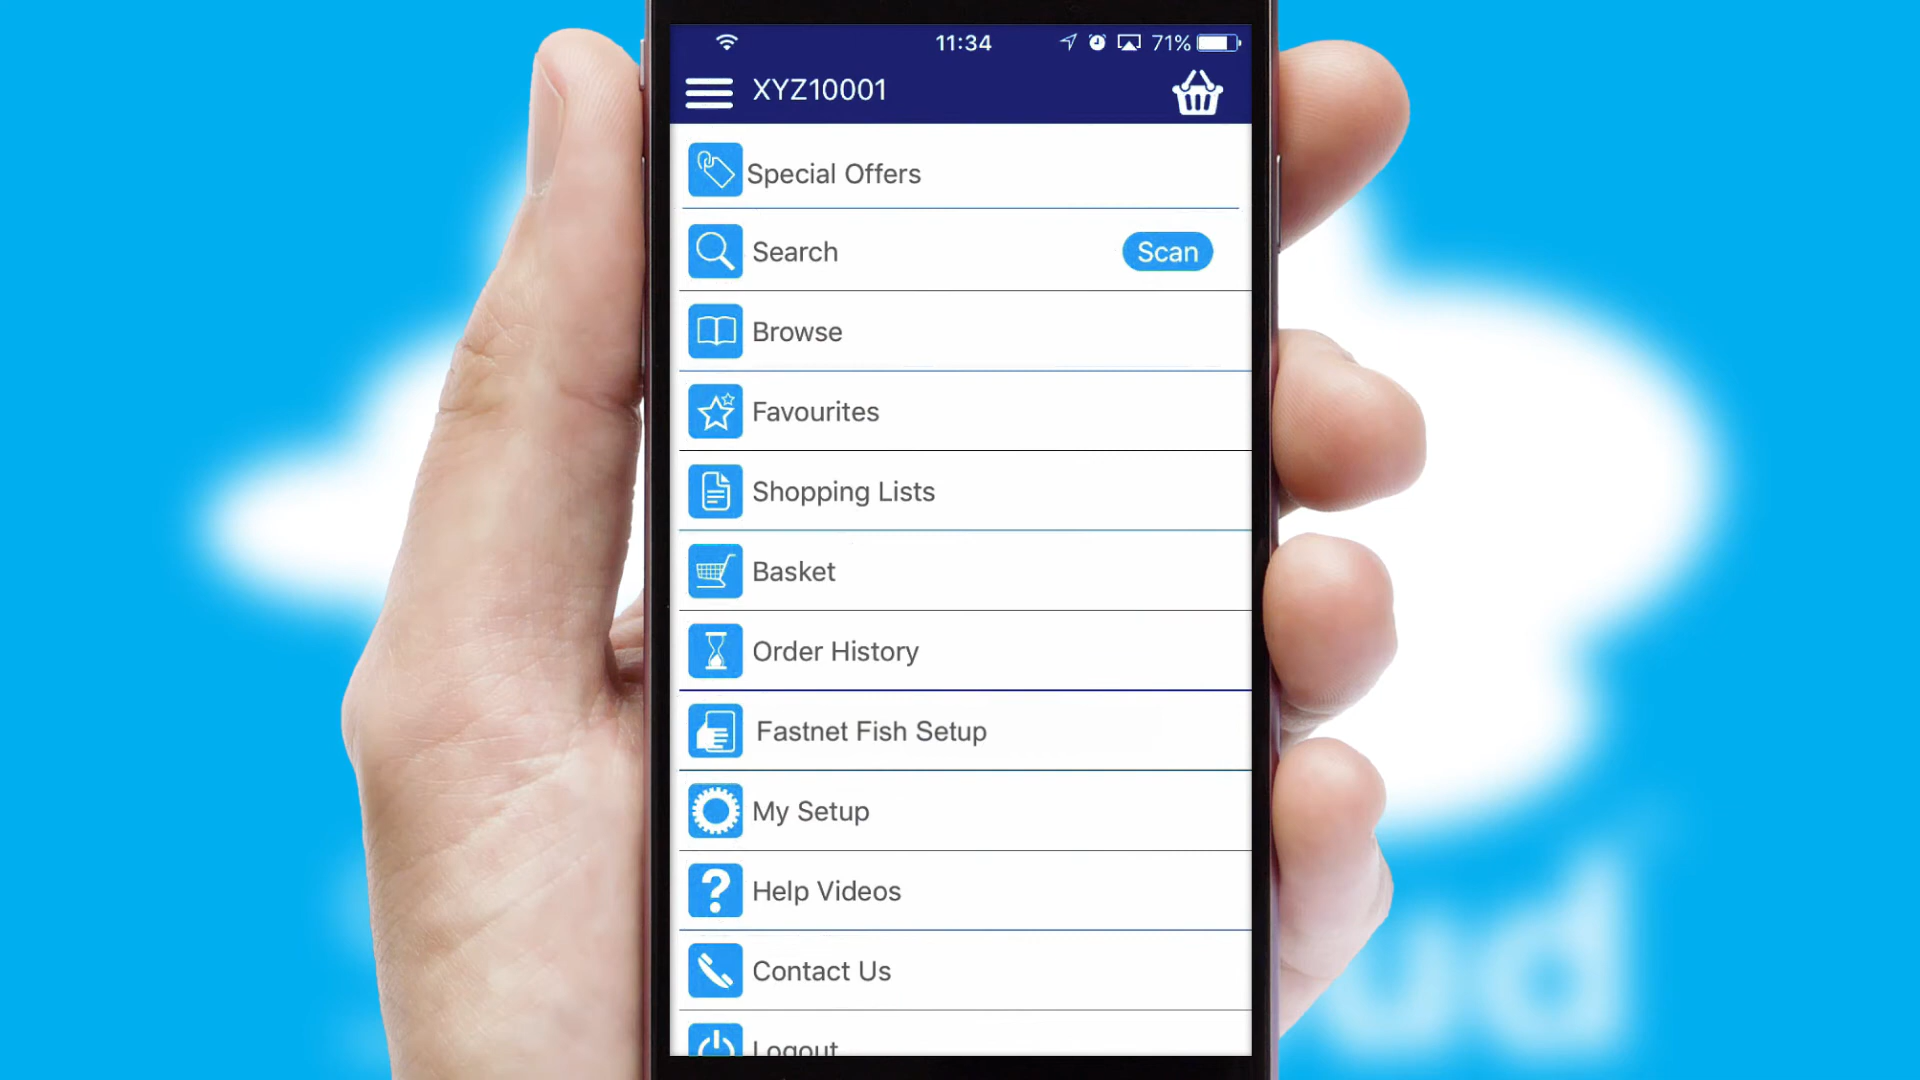 11:34
71%
XYZ10001
Special Offers
Search
Scan
Browse
Favourites
Shopping Lists
Basket
Order History
Fastnet Fish Setup
My Setup
Help Videos
Contact Us
Logout